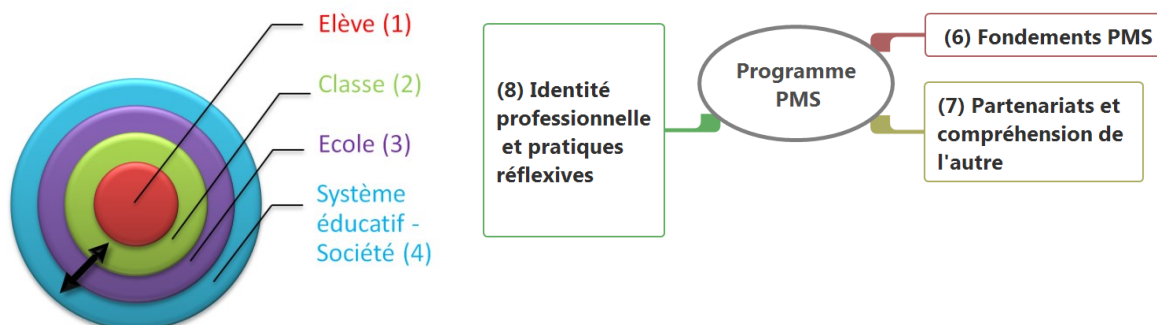 Elève (1)
Classe (2)
Ecole (3)
Système
éducatif -
Société (4)
(8) Identité
professionnelle
et pratiques
réflexives
Programme
PMS
(6) Fondements PMS
(7) Partenariats et
compréhension de
l'autre